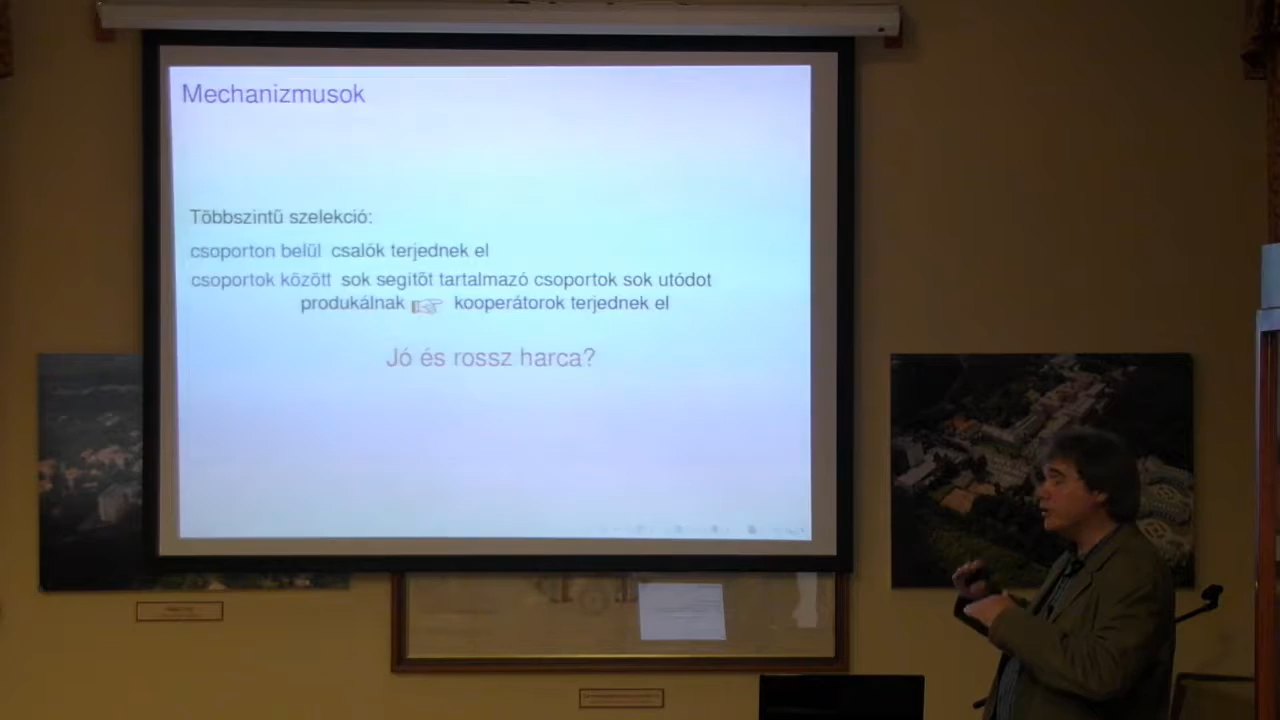 Mechanizmusok
Többszintű szelekció:
csoporton belül csalók terjednek el
csoportok között sok segítőt tartalmazó csoportok sok utódot
produkálnak ☞ kooperátorok terjednek el
Jó és rossz harca?